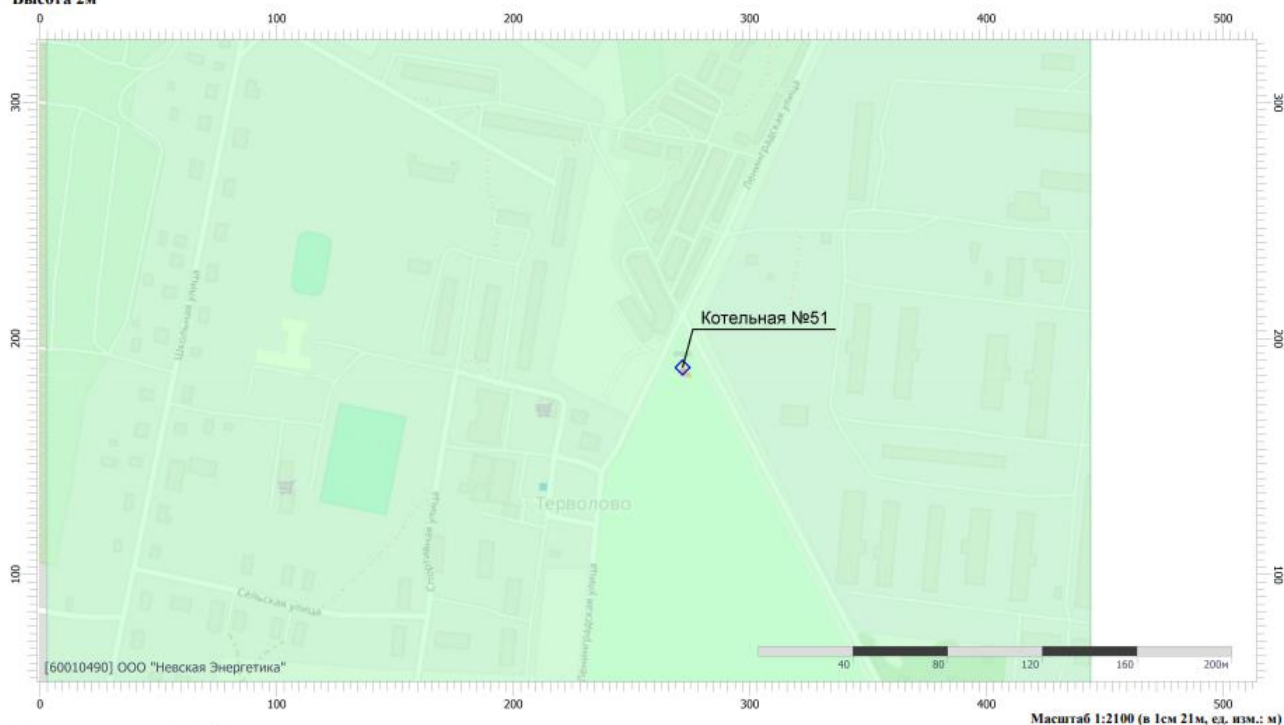 Высота 2м
0 100 200 300 400 500
300 300
Ленинградская улица
Школьная улица
Котельная №51
200 200
Терволово
Спортивная улица
100 100
Сельская улица
Ленинградская улица
[60010490] ООО "Невская Энергетика"
40 80 120 160 200м
0 100 200 300 400 500
Масштаб 1:2100 (в 1см 21м, ед. изм.: м)